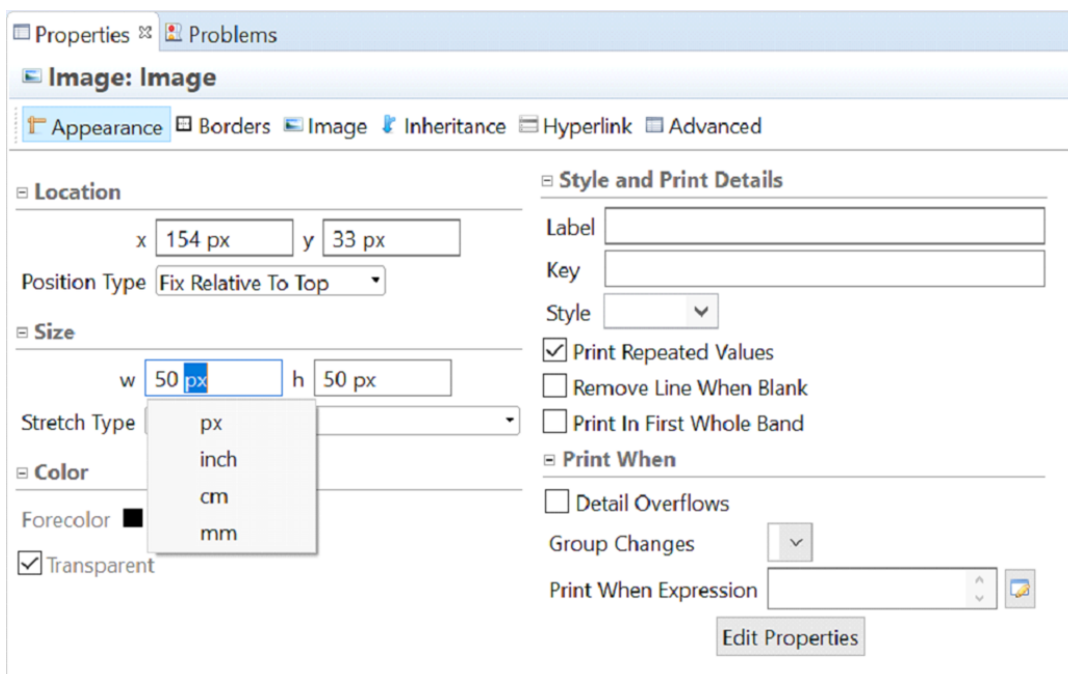 Properties Problems
Image: Image
Appearance Borders Image Inheritance Hyperlink Advanced
Location
x 154 px y 33 px
Position Type Fix Relative To Top
Size
w 50 px h 50 px
Stretch Type
px
inch
cm
mm
Color
Forecolor
Transparent
Style and Print Details
Label
Key
Style
Print Repeated Values
Remove Line When Blank
Print In First Whole Band
Print When
Detail Overflows
Group Changes
Print When Expression
Edit Properties